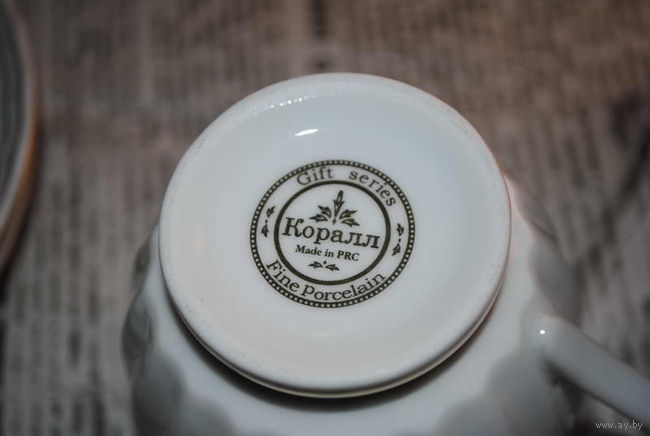 Gift series
Коралл
Made in PRC
Fine Porcelain
www.ay.by